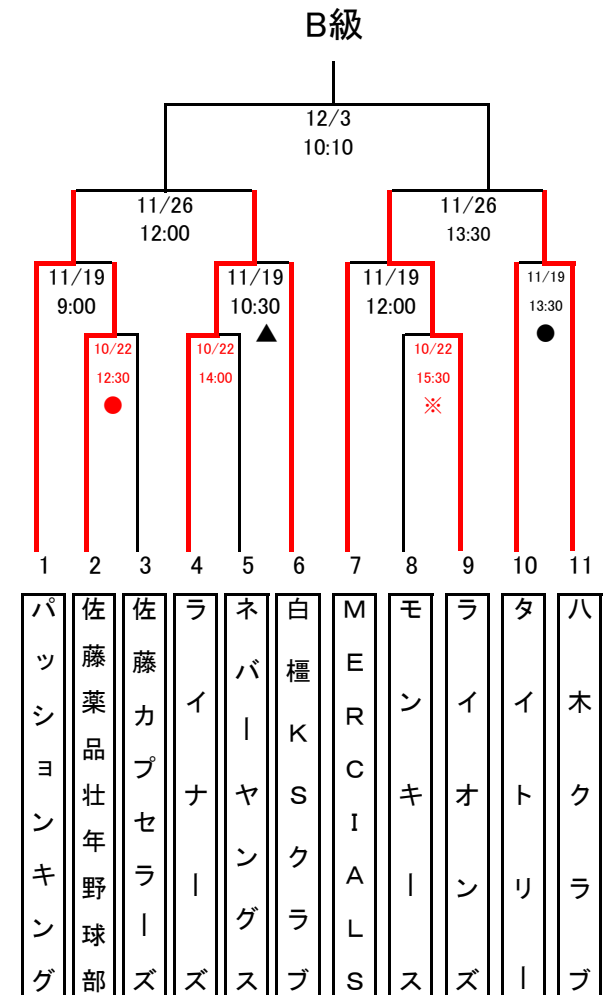 B級
12/3
10:10
11/26
12:00
11/26
13:30
11/19
9:00
11/19
10:30
▲
11/19
12:00
11/19
13:30
●
10/22
12:30
●
10/22
14:00
10/22
15:30
※
1 2 3 4 5 6 7 8 9 10 11
パッションキング
佐藤薬品壮年野球部
佐藤カプセラーズ
ライナーズ
ネバーヤングス
白橿KSクラブ
MERCIALS
モンキース
ライオンズ
タイトリー
八木クラブ